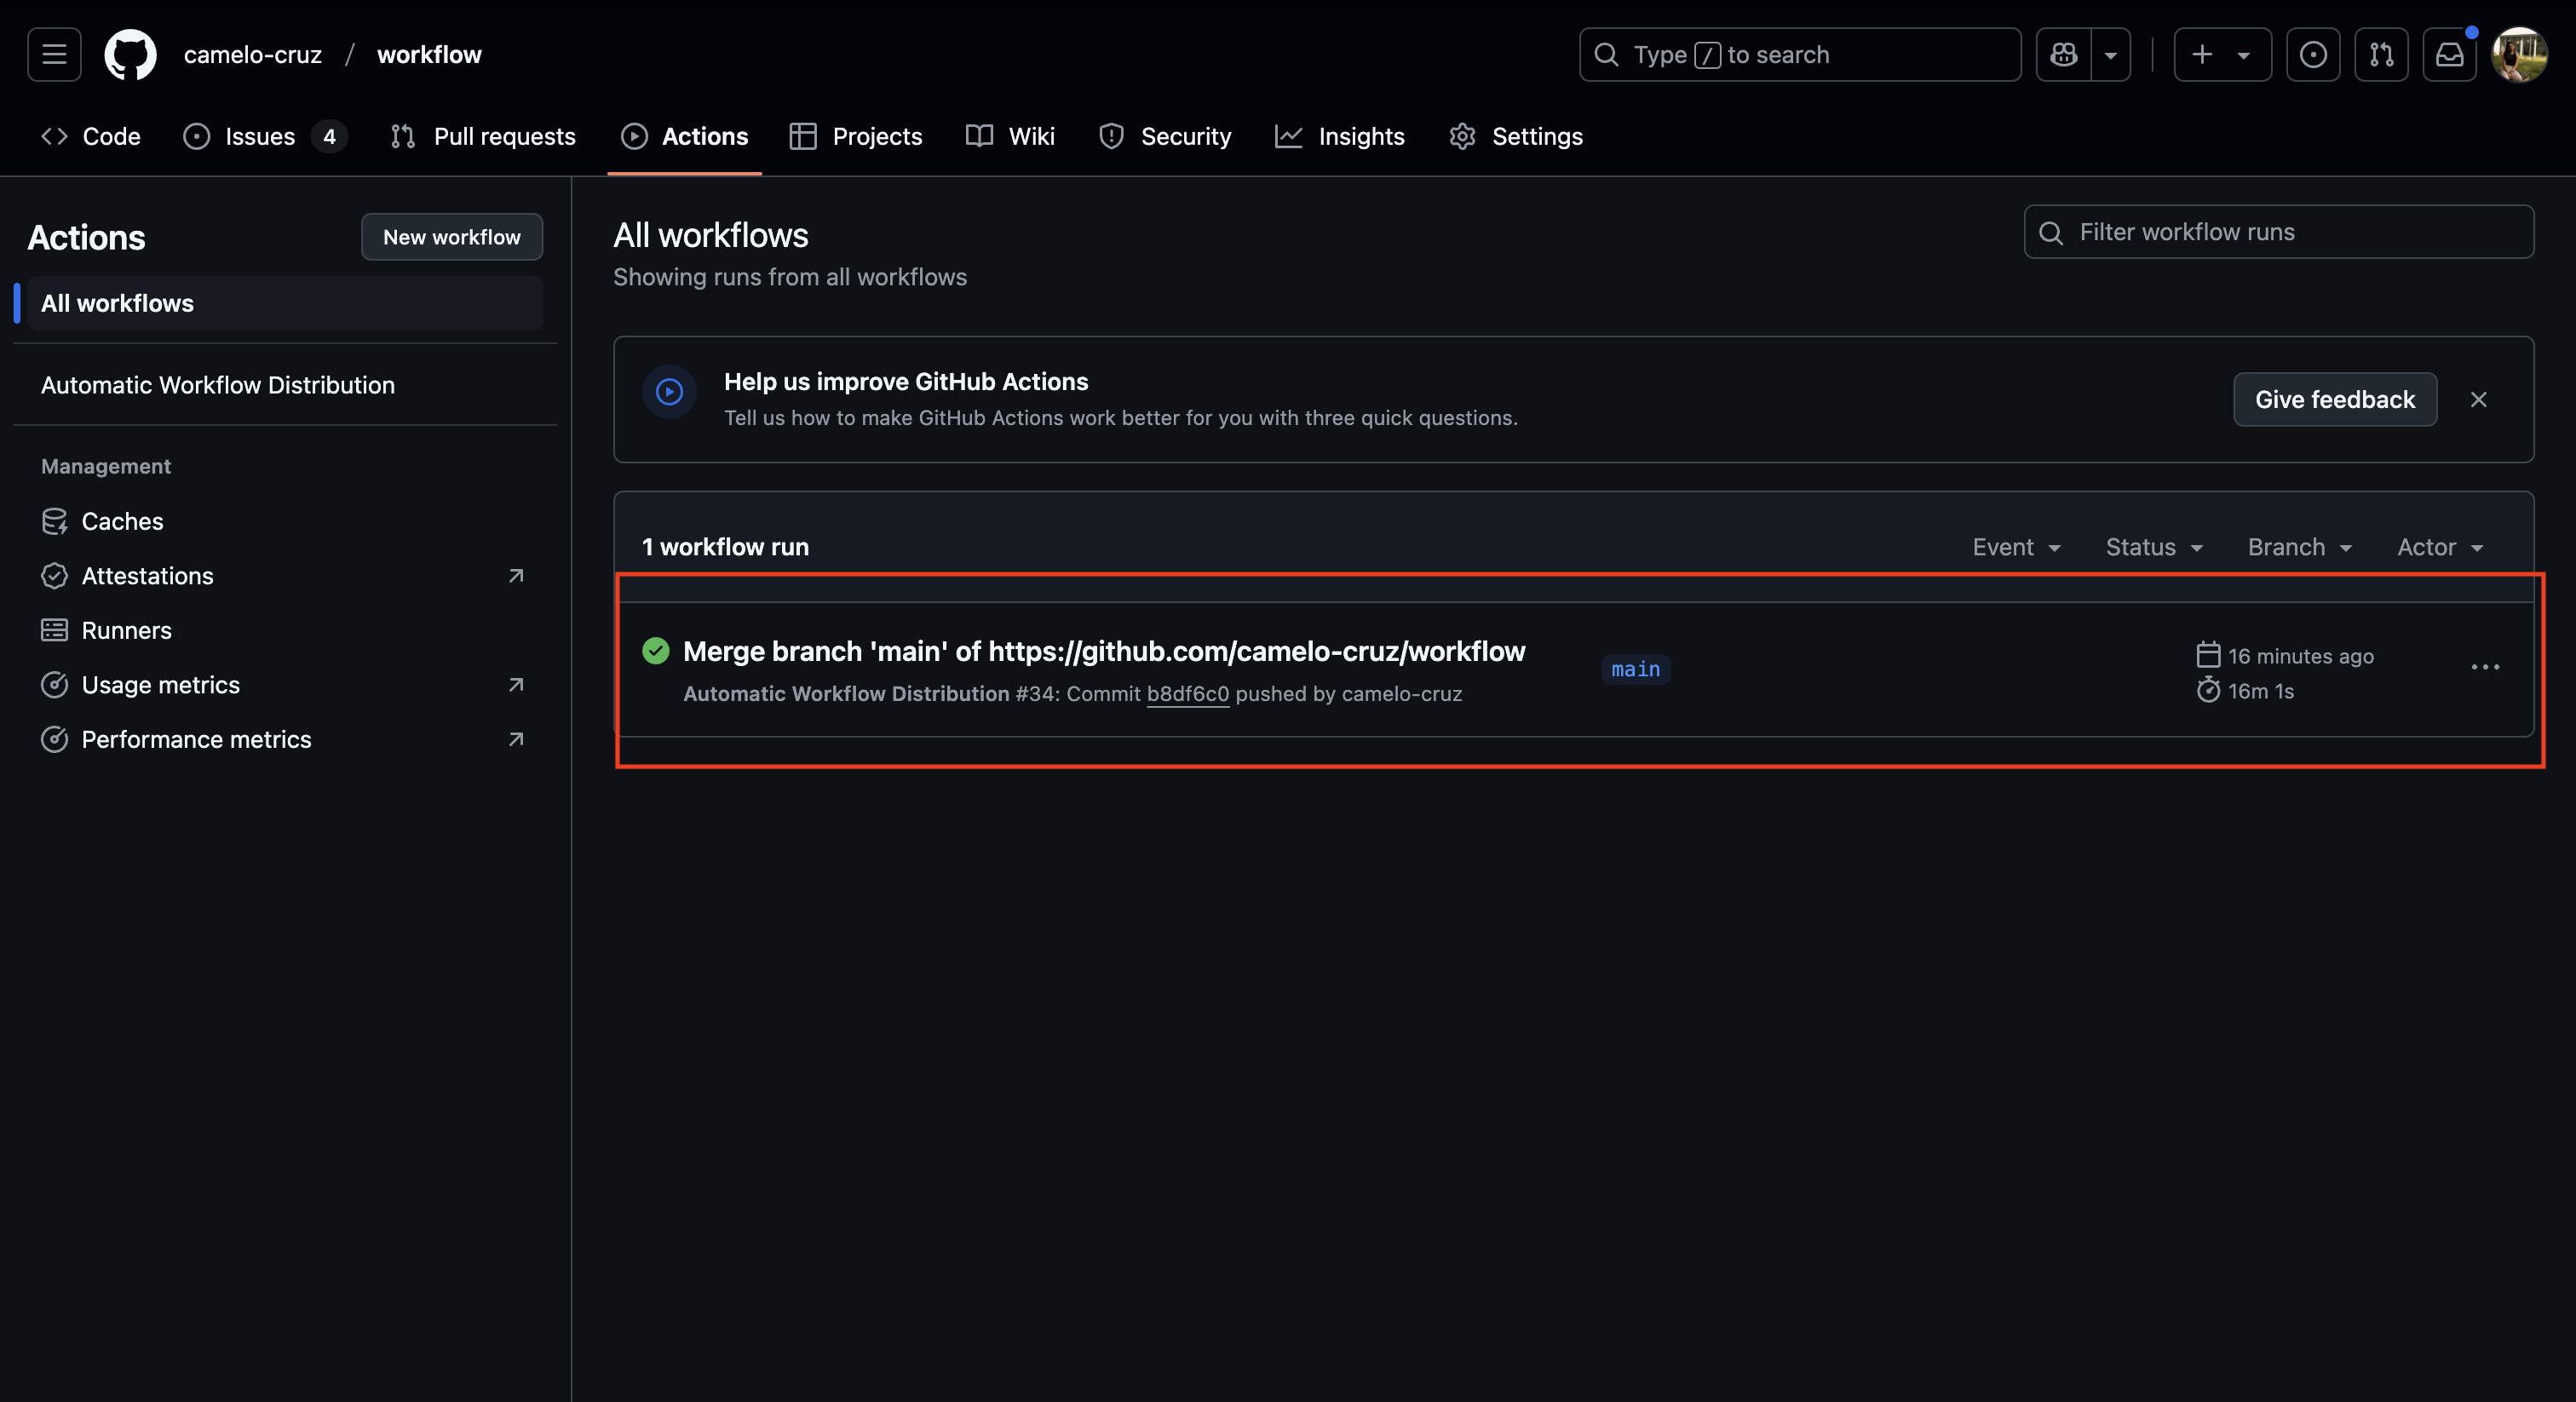 camelo-cruz / workflow
Type / to search
Code
Issues 4
Pull requests
Actions
Projects
Wiki
Security
Insights
Settings
Actions
New workflow
All workflows
Automatic Workflow Distribution
Management
Caches
Attestations
Runners
Usage metrics
Performance metrics
All workflows
Showing runs from all workflows
Filter workflow runs
Help us improve GitHub Actions
Tell us how to make GitHub Actions work better for you with three quick questions.
Give feedback
1 workflow run
Event
Status
Branch
Actor
Merge branch 'main' of https://github.com/camelo-cruz/workflow
Automatic Workflow Distribution #34: Commit b8df6c0 pushed by camelo-cruz
main
16 minutes ago
16m 1s